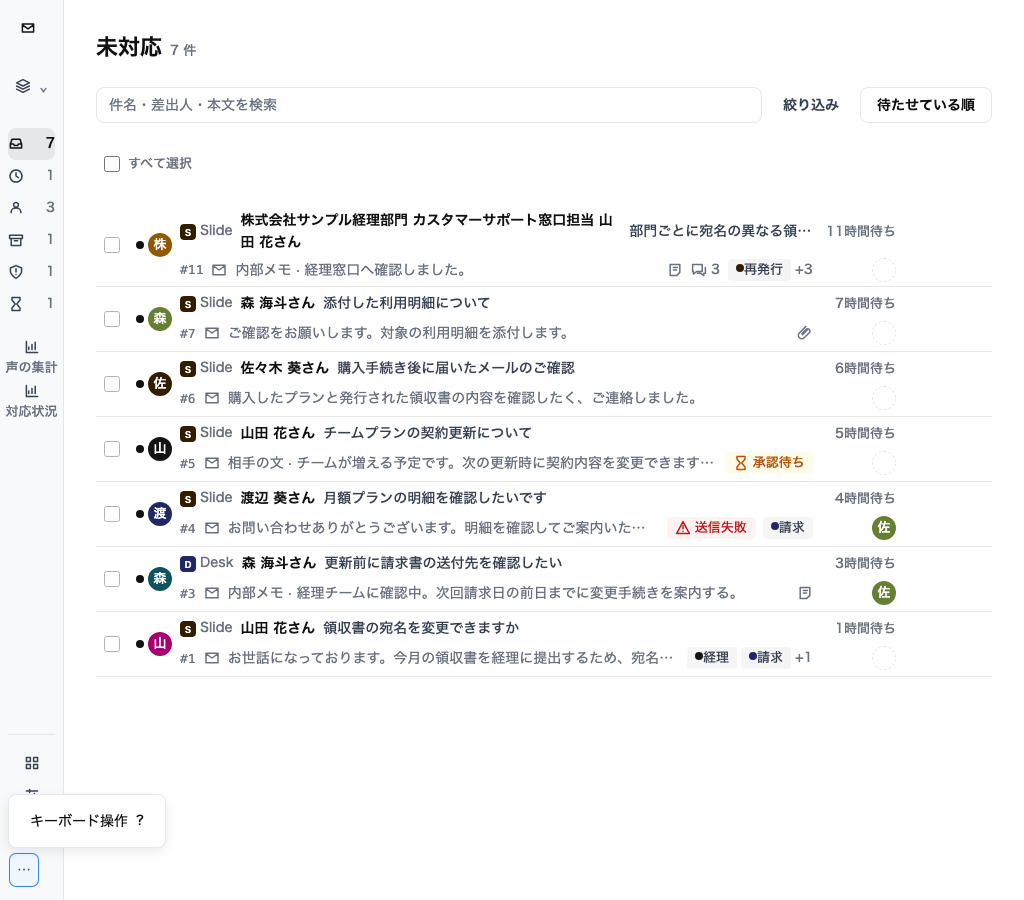 未対応 7 件
件名・差出人・本文を検索
絞り込み
待たせている順
7
1
3
1
1
1
声の集計
対応状況
すべて選択
株 S Slide 株式会社サンプル経理部門 カスタマーサポート窓口担当 山
田 花さん
部門ごとに宛名の異なる領… 11時間待ち
#11 内部メモ · 経理窓口へ確認しました。 3 再発行 +3
森 S Slide 森 海斗さん 添付した利用明細について 7時間待ち
#7 ご確認をお願いします。対象の利用明細を添付します。
佐 S Slide 佐々木 葵さん 購入手続き後に届いたメールのご確認 6時間待ち
#6 購入したプランと発行された領収書の内容を確認したく、ご連絡しました。
山 S Slide 山田 花さん チームプランの契約更新について 5時間待ち
#5 相手の文 · チームが増える予定です。次の更新時に契約内容を変更できます… 承認待ち
渡 S Slide 渡辺 葵さん 月額プランの明細を確認したいです 4時間待ち
#4 お問い合わせありがとうございます。明細を確認してご案内いた… 送信失敗 請求 佐
森 D Desk 森 海斗さん 更新前に請求書の送付先を確認したい 3時間待ち
#3 内部メモ · 経理チームに確認中。次回請求日の前日までに変更手続きを案内する。 佐
山 S Slide 山田 花さん 領収書の宛名を変更できますか 1時間待ち
#1 お世話になっております。今月の領収書を経理に提出するため、宛名… 経理 請求 +1
キーボード操作 ?